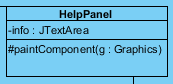 HelpPanel
-info : JTextArea
#paintComponent(g : Graphics)